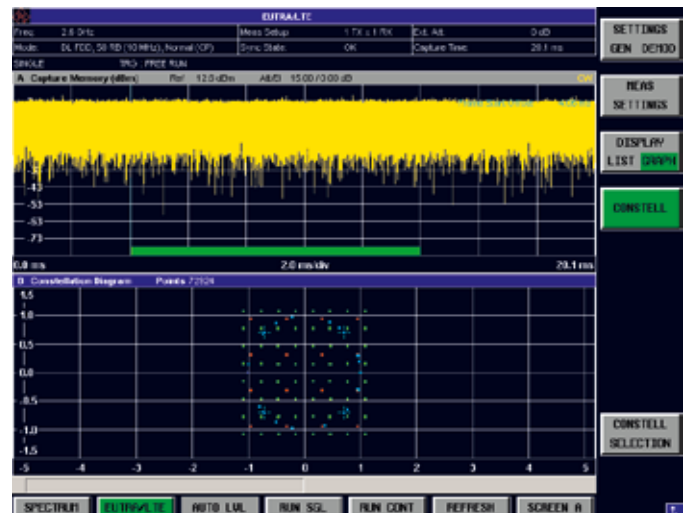 EUTRA/LTE
Freq: 2.6 GHz Meas Setup: 1 TX x 1 RX Ext. Att: 0 dB
Mode: DL FDD, 50 RB (10 MHz), Normal (CP) Sync State: OK Capture Time: 20.1 ms
SINGLE TRG : FREE RUN
A Capture Memory (dBm) Ref 12.0 dBm Att/El 15.00 / 0.00 dB
-43
-53
-63
-73
0.0 ms 2.0 ms/div 20.1 ms
B Constellation Diagram Points
1.5
1.0
0.5
0.0
-0.5
-1.0
-1.5
-5 -4 -3 -2 -1 0 1 2 3 4 5
SPECTRUM EUTRA/LTE AUTO LVL RUN SGL RUN CONT REFRESH SCREEN A
SETTINGS
GEN DEMOD
MEAS
SETTINGS
DISPLAY
LIST GRAPH
CONSTELL
CONSTELL
SELECTION